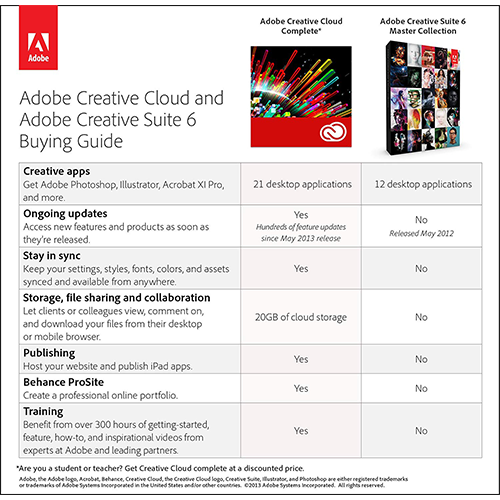 Adobe Creative Cloud
Complete*
Adobe Creative Suite 6
Master Collection
Adobe
Adobe Creative Cloud and
Adobe Creative Suite 6
Buying Guide
Creative apps
Get Adobe Photoshop, Illustrator, Acrobat XI Pro,
and more.
21 desktop applications
12 desktop applications
Ongoing updates
Access new features and products as soon as
they're released.
Yes
Hundreds of feature updates
since May 2013 release
No
Released May 2012
Stay in sync
Keep your settings, styles, fonts, colors, and assets
synced and available from anywhere.
Yes
No
Storage, file sharing and collaboration
Let clients or colleagues view, comment on,
and download your files from their desktop
or mobile browser.
20GB of cloud storage
No
Publishing
Host your website and publish iPad apps.
Yes
No
Behance ProSite
Create a professional online portfolio.
Yes
No
Training
Benefit from over 300 hours of getting-started,
feature, how-to, and inspirational videos from
experts at Adobe and leading partners.
Yes
No
*Are you a student or teacher? Get Creative Cloud complete at a discounted price.
Adobe, the Adobe logo, Acrobat, Behance, Creative Cloud, the Creative Cloud logo, Creative Suite, Illustrator, and Photoshop are either registered trademarks
or trademarks of Adobe Systems Incorporated in the United States and/or other countries. ©2013 Adobe Systems Incorporated. All rights reserved.